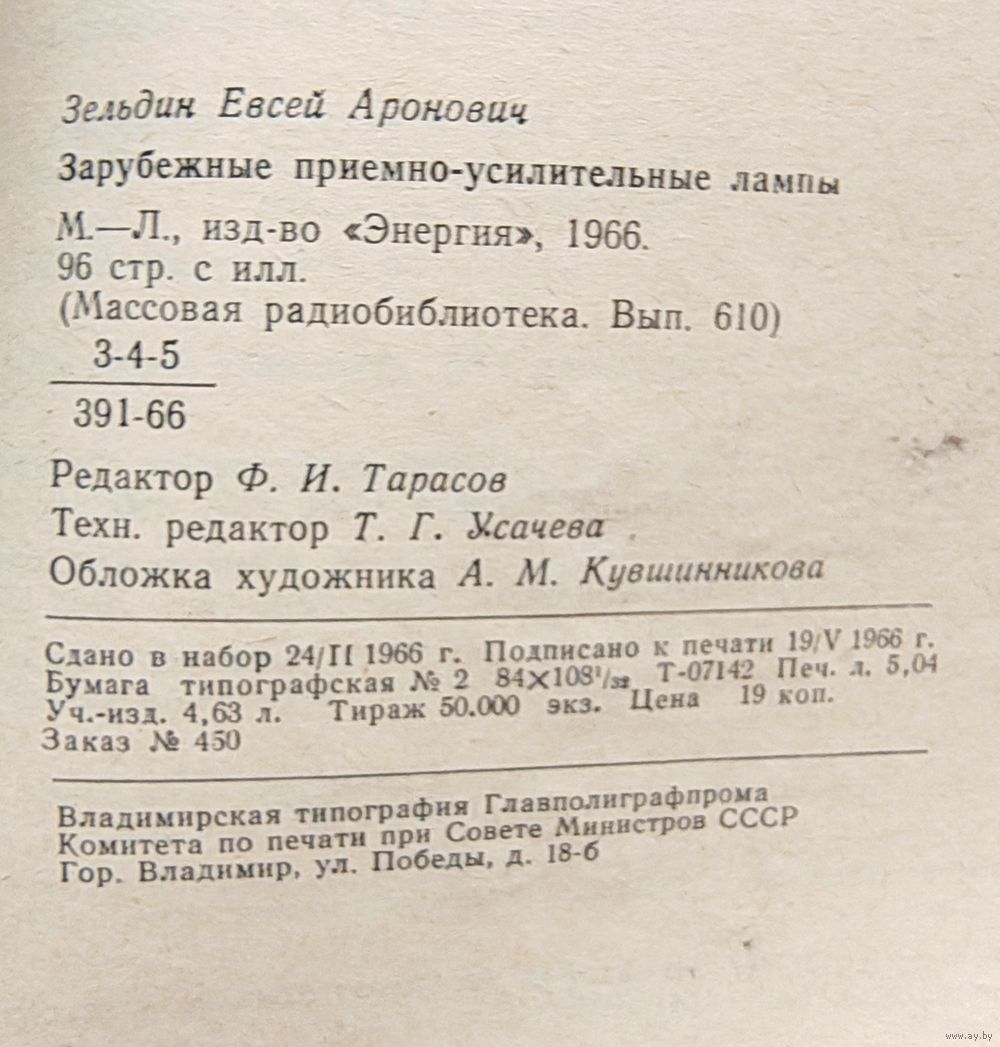 Зельдин Евсей Аронович
Зарубежные приемно-усилительные лампы
М.—Л., изд-во «Энергия», 1966.
96 стр. с илл.
(Массовая радиобиблиотека. Вып. 610)
3-4-5
391-66
Редактор Ф. И. Тарасов
Техн. редактор Т. Г. Усачева
Обложка художника А. М. Кувшинникова
Сдано в набор 24/II 1966 г. Подписано к печати 19/V 1966 г.
Бумага типографская № 2 84×108¹/₃₂ Т-07142 Печ. л. 5,04
Уч.-изд. 4,63 л. Тираж 50.000 экз. Цена 19 коп.
Заказ № 450
Владимирская типография Главполиграфпрома
Комитета по печати при Совете Министров СССР
Гор. Владимир, ул. Победы, д. 18-б
www.ay.by